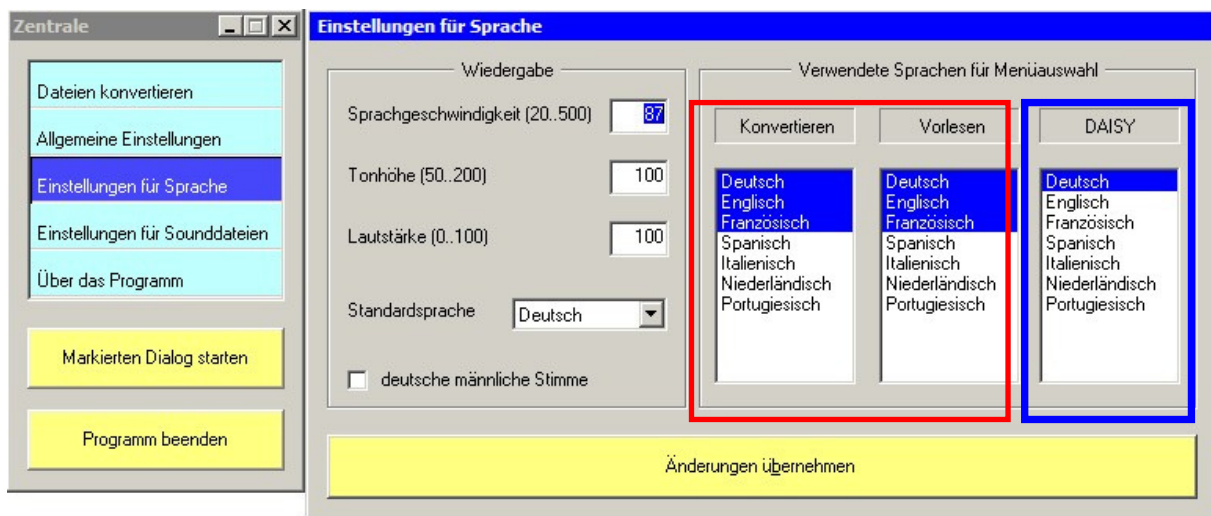 Zentrale
Dateien konvertieren
Allgemeine Einstellungen
Einstellungen für Sprache
Einstellungen für Sounddateien
Über das Programm
Markierten Dialog starten
Programm beenden
Einstellungen für Sprache
Wiedergabe
Sprachgeschwindigkeit (20..500) 87
Tonhöhe (50..200) 100
Lautstärke (0..100) 100
Standardsprache Deutsch
deutsche männliche Stimme
Verwendete Sprachen für Menüauswahl
Konvertieren
Deutsch
Englisch
Französisch
Spanisch
Italienisch
Niederländisch
Portugiesisch
Vorlesen
Deutsch
Englisch
Französisch
Spanisch
Italienisch
Niederländisch
Portugiesisch
DAISY
Deutsch
Englisch
Französisch
Spanisch
Italienisch
Niederländisch
Portugiesisch
Änderungen übernehmen